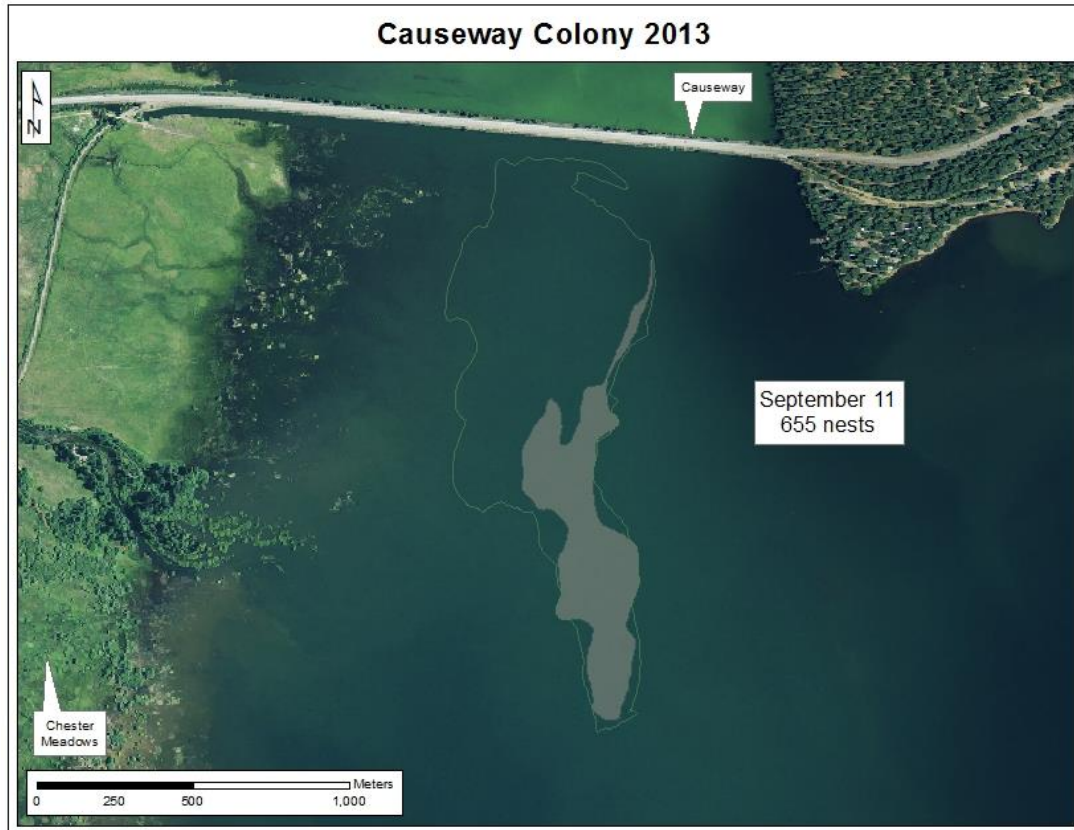 Causeway Colony 2013
N
Causeway
September 11
655 nests
Chester
Meadows
Meters
0 250 500 1,000